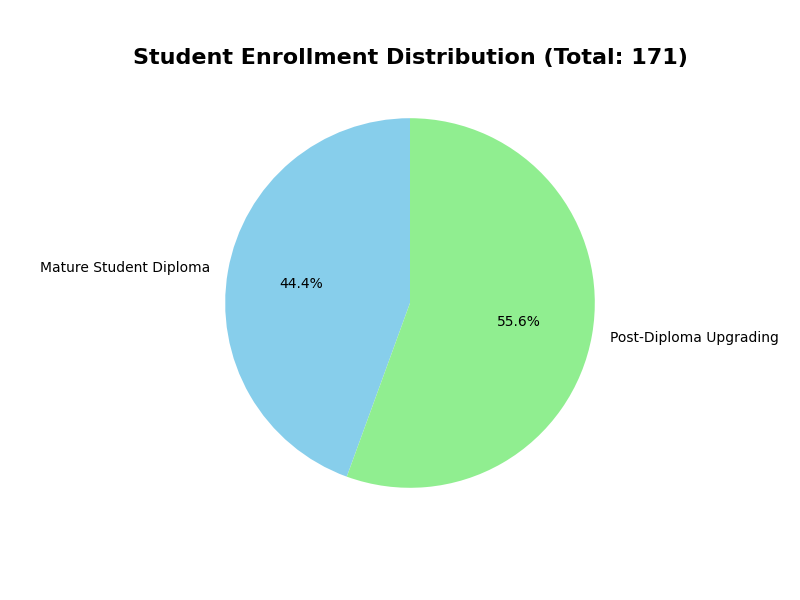 Student Enrollment Distribution (Total: 171)
Mature Student Diploma
44.4%
55.6%
Post-Diploma Upgrading